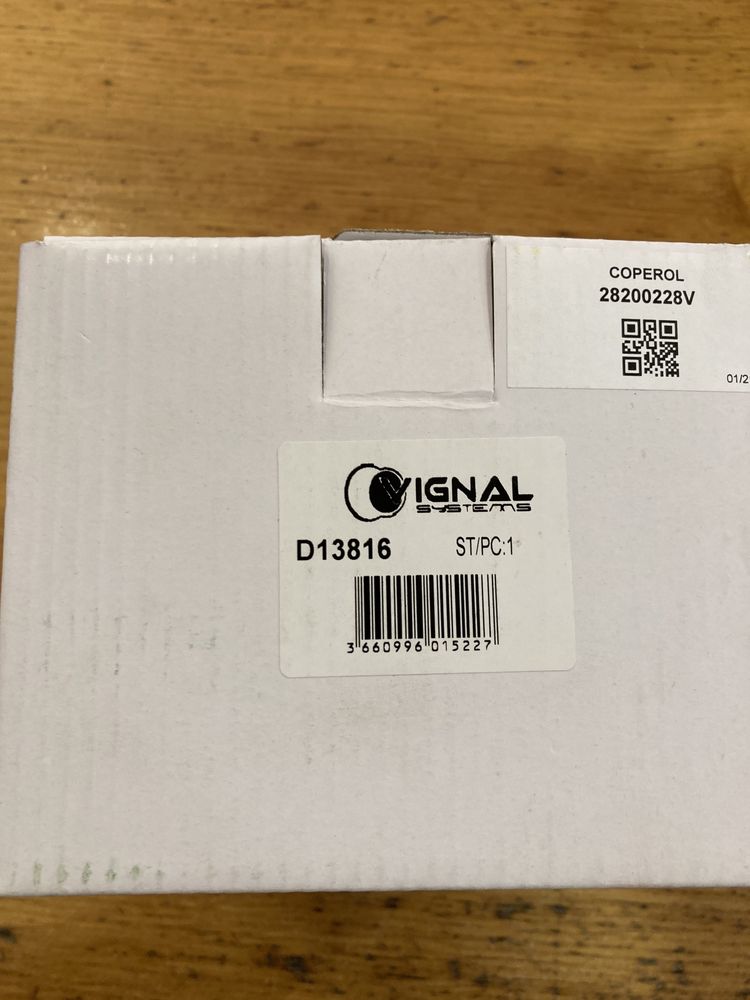 COPEROL
28200228V
01/2
VIGNAL
SYSTEMS
D13816 ST/PC:1
3 660996 015227